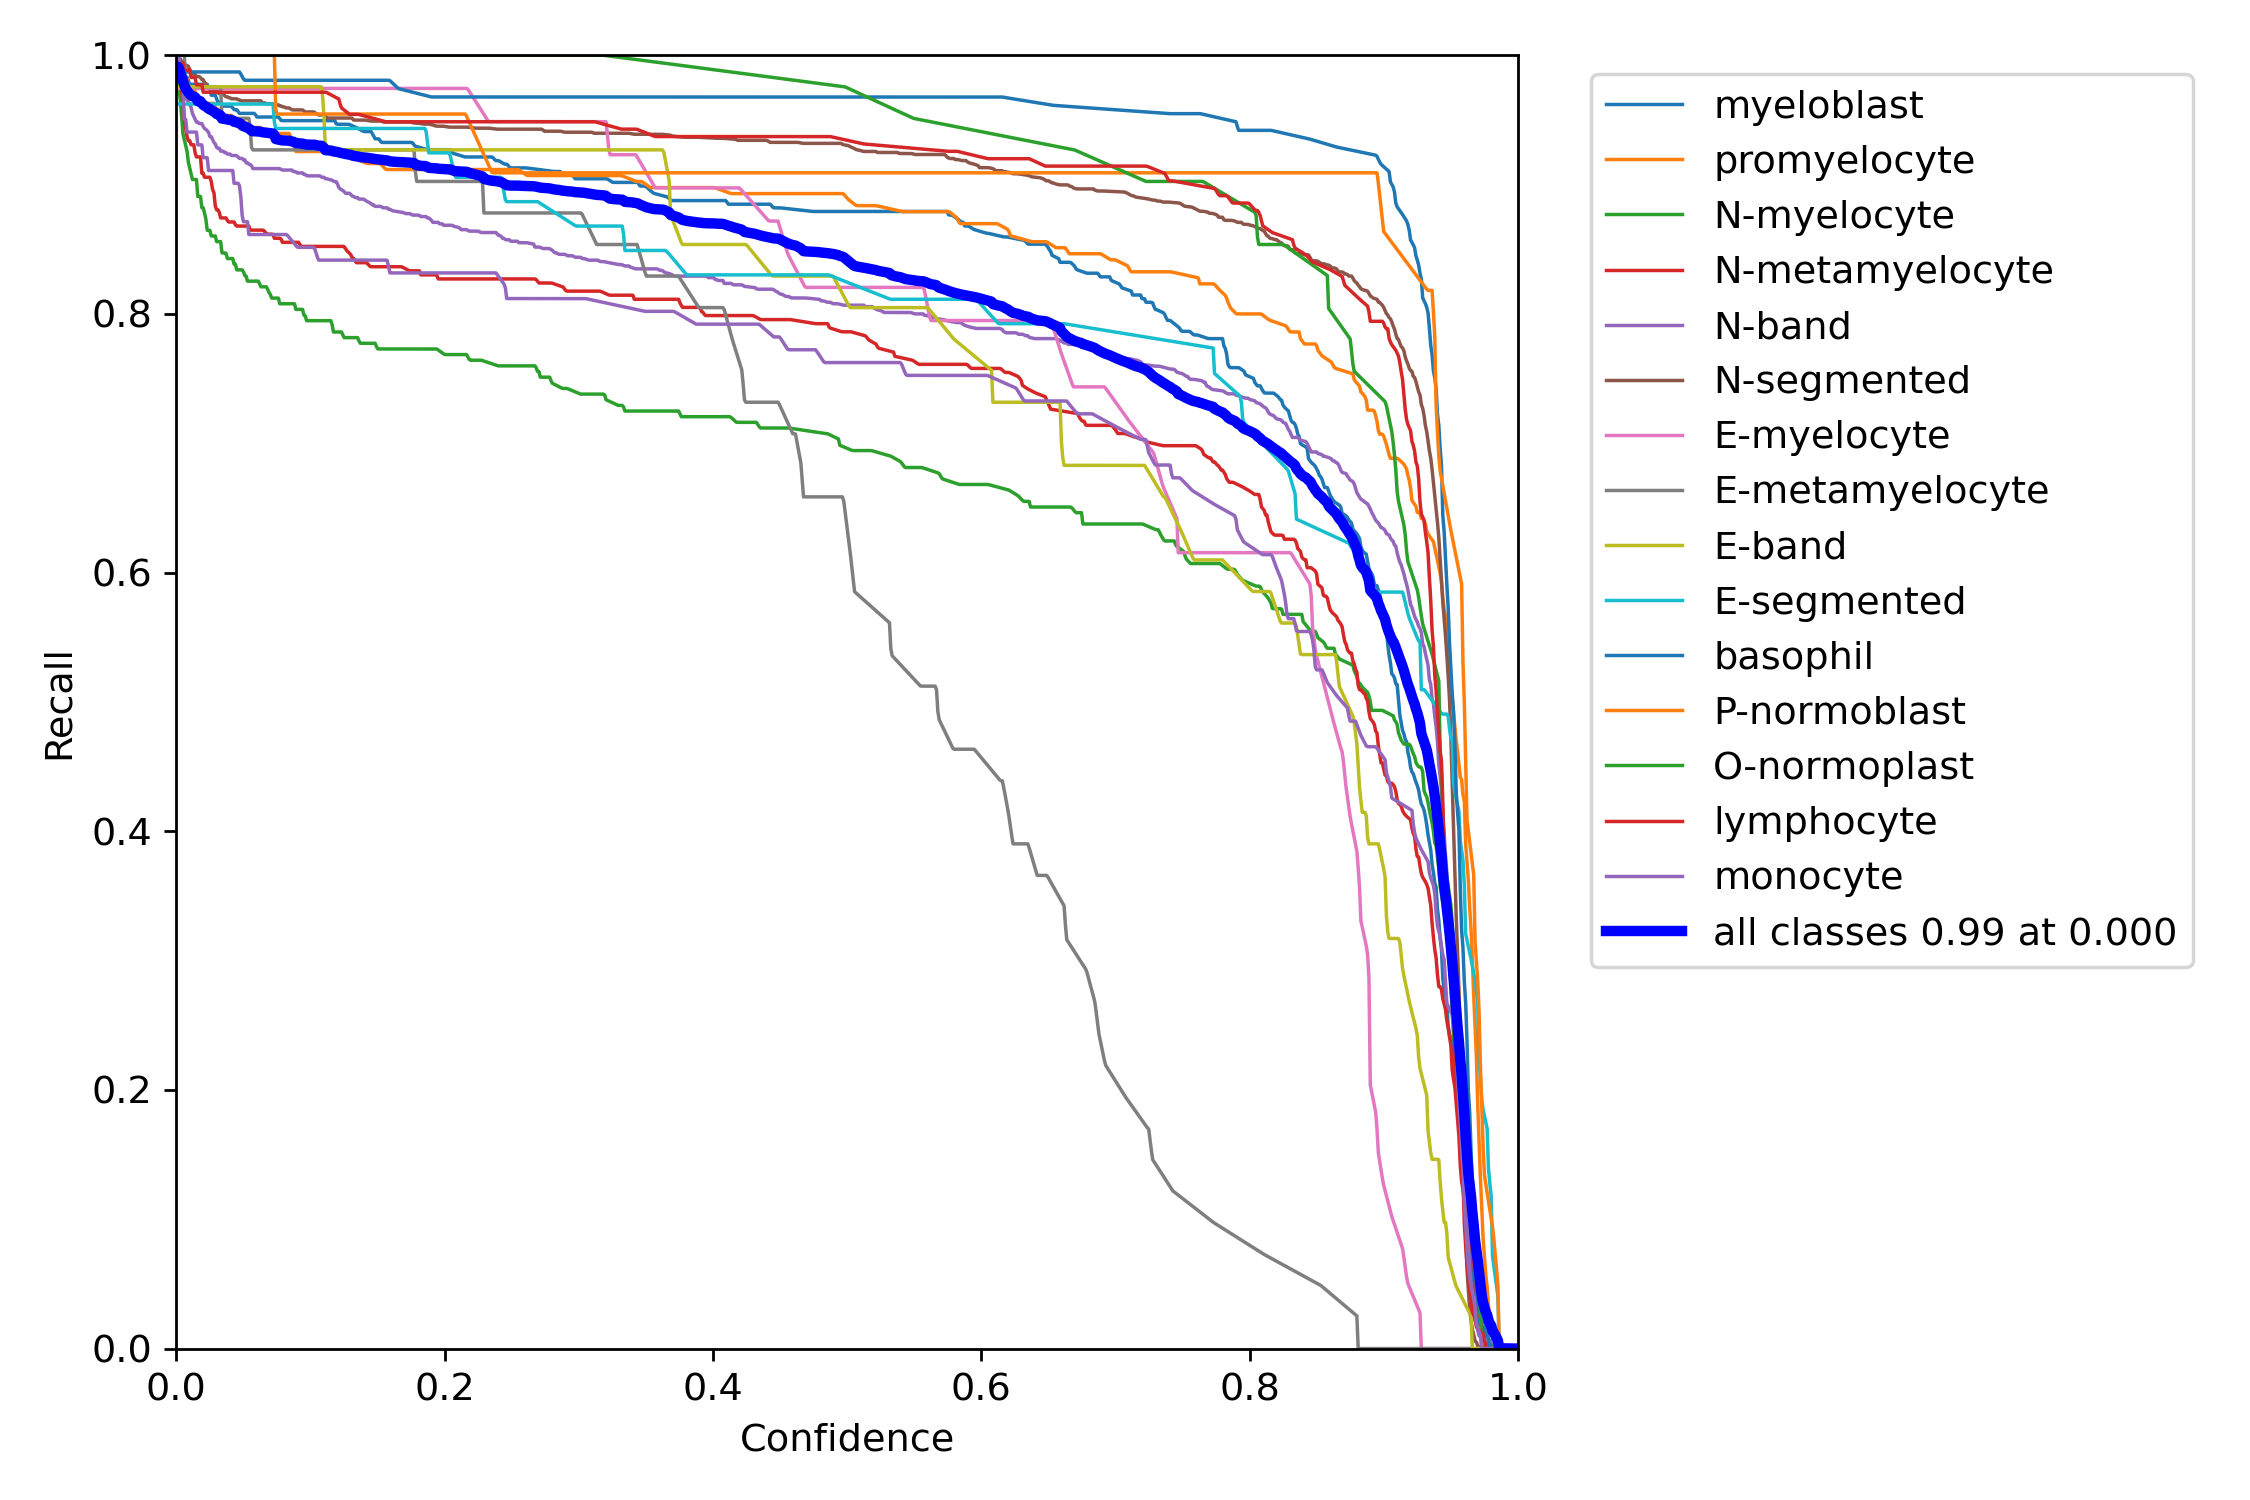 1.0
0.8
0.6
0.4
0.2
0.0
0.0 0.2 0.4 0.6 0.8 1.0
Recall
Confidence
myeloblast
promyelocyte
N-myelocyte
N-metamyelocyte
N-band
N-segmented
E-myelocyte
E-metamyelocyte
E-band
E-segmented
basophil
P-normoblast
O-normoplast
lymphocyte
monocyte
all classes 0.99 at 0.000